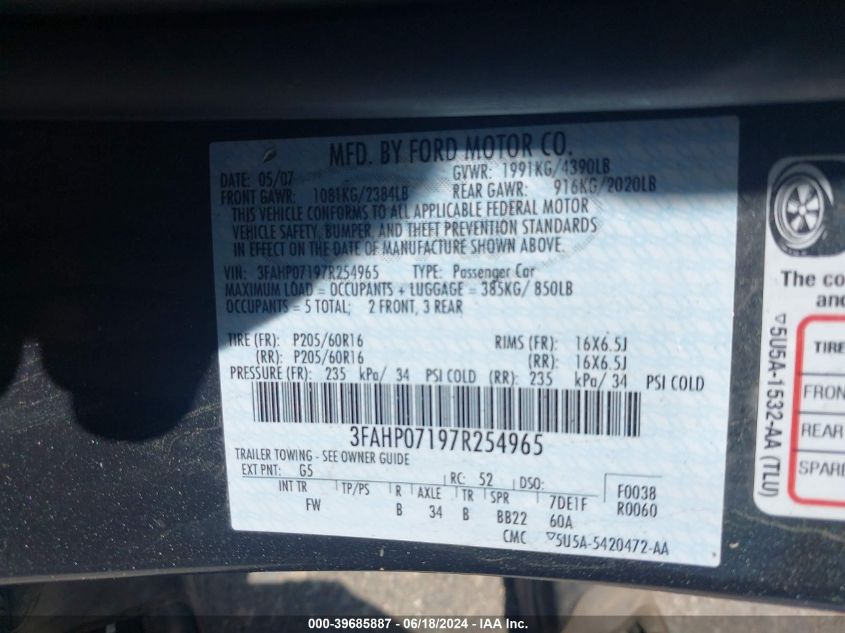 MFD. BY FORD MOTOR CO.
DATE: 05/07 GVWR: 1991KG/4390LB
FRONT GAWR: 1081KG/2384LB REAR GAWR: 916KG/2020LB
THIS VEHICLE CONFORMS TO ALL APPLICABLE FEDERAL MOTOR
VEHICLE SAFETY, BUMPER, AND THEFT PREVENTION STANDARDS
IN EFFECT ON THE DATE OF MANUFACTURE SHOWN ABOVE.
VIN: 3FAHP07197R254965 TYPE: Passenger Car
MAXIMUM LOAD = OCCUPANTS + LUGGAGE = 385KG/ 850LB
OCCUPANTS = 5 TOTAL; 2 FRONT, 3 REAR
TIRE (FR): P205/60R16 RIMS (FR): 16X6.5J
(RR): P205/60R16 (RR): 16X6.5J
PRESSURE (FR): 235 kPa/ 34 PSI COLD (RR): 235 kPa/ 34 PSI COLD
3FAHP07197R254965
TRAILER TOWING - SEE OWNER GUIDE
EXT PNT: G5 RC: 52 DSO: F0038
INT TR TP/PS R AXLE TR SPR 7DE1F R0060
FW B 34 B BB22 60A
CMC ▽5U5A-5420472-AA
The co
and
▽5U5A-1532-AA (TLU)
TIRE
FRON
REAR
SPARE
000-39685887 - 06/18/2024 - IAA Inc.